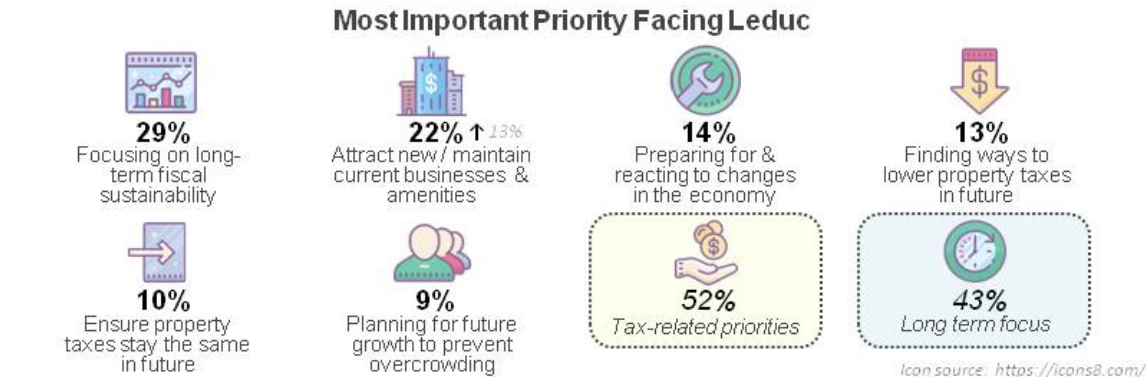 Most Important Priority Facing Leduc
29%
Focusing on long-
term fiscal
sustainability
22% ↑ 13%
Attract new / maintain
current businesses &
amenities
14%
Preparing for &
reacting to changes
in the economy
13%
Finding ways to
lower property taxes
in future
10%
Ensure property
taxes stay the same
in future
9%
Planning for future
growth to prevent
overcrowding
52%
Tax-related priorities
43%
Long term focus
Icon source: https://icons8.com/